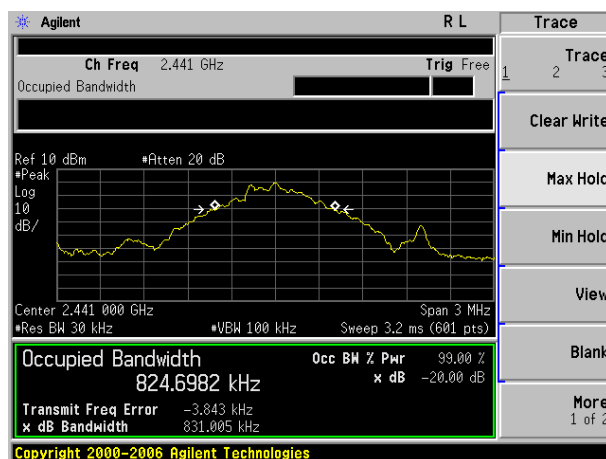 Agilent R L Trace
Ch Freq 2.441 GHz Trig Free
Occupied Bandwidth
Trace
1 2 3
Clear Write
Max Hold
Min Hold
View
Blank
More
1 of 2
Ref 10 dBm #Atten 20 dB
#Peak
Log
10
dB/
Center 2.441 000 GHz Span 3 MHz
#Res BW 30 kHz #VBW 100 kHz Sweep 3.2 ms (601 pts)
Occupied Bandwidth Occ BW % Pwr 99.00 %
824.6982 kHz x dB -20.00 dB
Transmit Freq Error -3.843 kHz
x dB Bandwidth 831.005 kHz
Copyright 2000-2006 Agilent Technologies